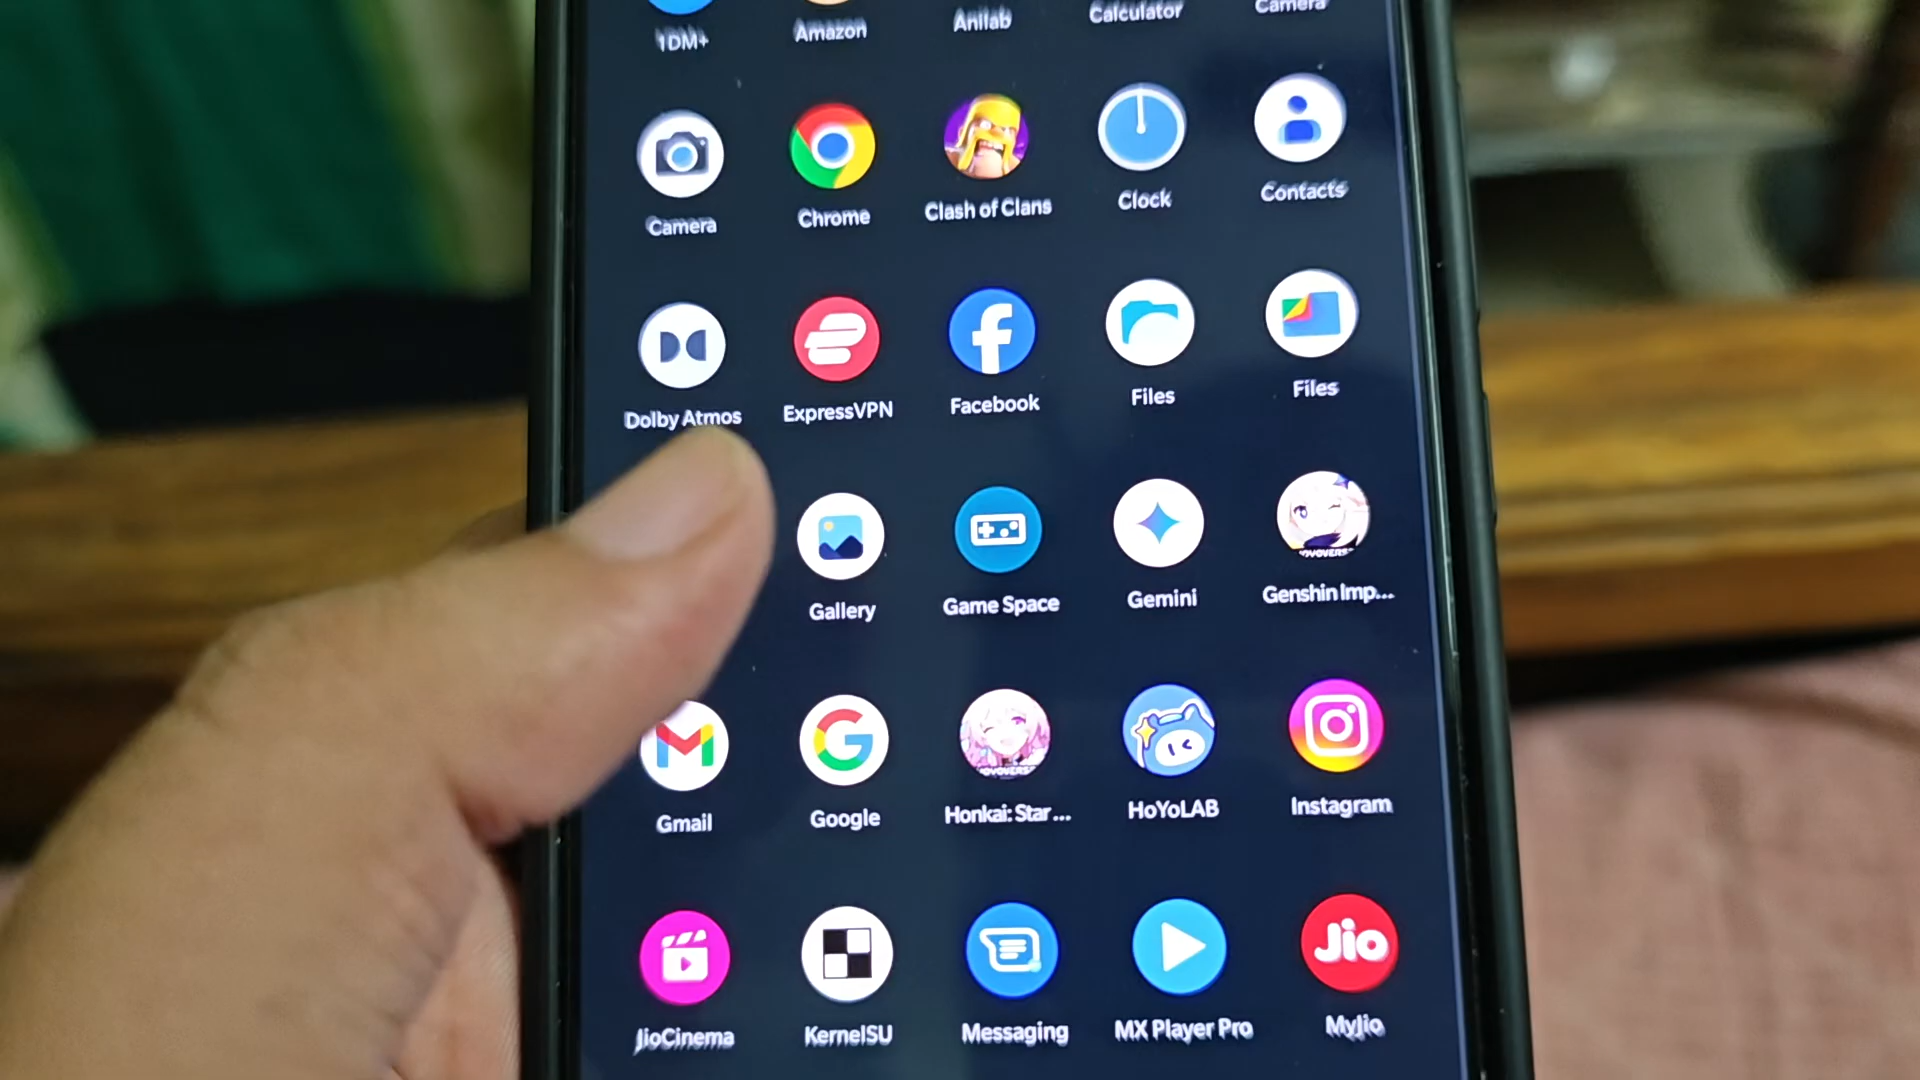 1DM+ Amazon Anilab Calculator Camera
Camera Chrome Clash of Clans Clock Contacts
Dolby Atmos ExpressVPN Facebook Files Files
Gallery Game Space Gemini Genshin Imp...
Gmail Google Honkai: Star ... HoYoLAB Instagram
Jio
JioCinema KernelSU Messaging MX Player Pro MyJio